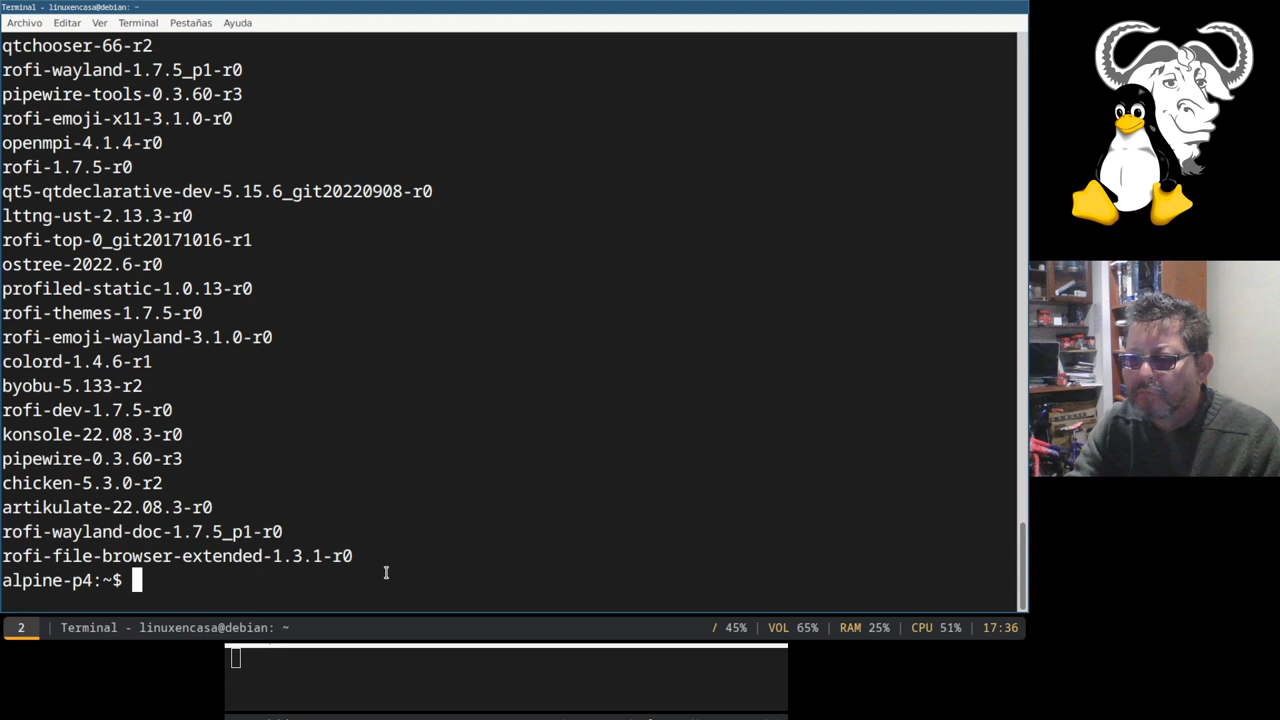 Terminal - linuxencasa@debian: ~
Archivo Editar Ver Terminal Pestañas Ayuda
qtchooser-66-r2
rofi-wayland-1.7.5_p1-r0
pipewire-tools-0.3.60-r3
rofi-emoji-x11-3.1.0-r0
openmpi-4.1.4-r0
rofi-1.7.5-r0
qt5-qtdeclarative-dev-5.15.6_git20220908-r0
lttng-ust-2.13.3-r0
rofi-top-0_git20171016-r1
ostree-2022.6-r0
profiled-static-1.0.13-r0
rofi-themes-1.7.5-r0
rofi-emoji-wayland-3.1.0-r0
colord-1.4.6-r1
byobu-5.133-r2
rofi-dev-1.7.5-r0
konsole-22.08.3-r0
pipewire-0.3.60-r3
chicken-5.3.0-r2
artikulate-22.08.3-r0
rofi-wayland-doc-1.7.5_p1-r0
rofi-file-browser-extended-1.3.1-r0
alpine-p4:~$
2 | Terminal - linuxencasa@debian: ~ / 45% | VOL 65% | RAM 25% | CPU 51% | 17:36